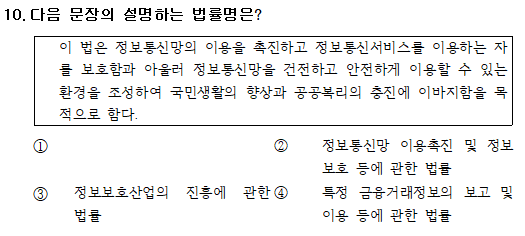 10. 다음 문장의 설명하는 법률명은?
이 법은 정보통신망의 이용을 촉진하고 정보통신서비스를 이용하는 자
를 보호함과 아울러 정보통신망을 건전하고 안전하게 이용할 수 있는
환경을 조성하여 국민생활의 향상과 공공복리의 증진에 이바지함을 목
적으로 함다.
①
② 정보통신망 이용촉진 및 정보
보호 등에 관한 법률
③ 정보보호산업의 진흥에 관한
법률
④ 특정 금융거래정보의 보고 및
이용 등에 관한 법률